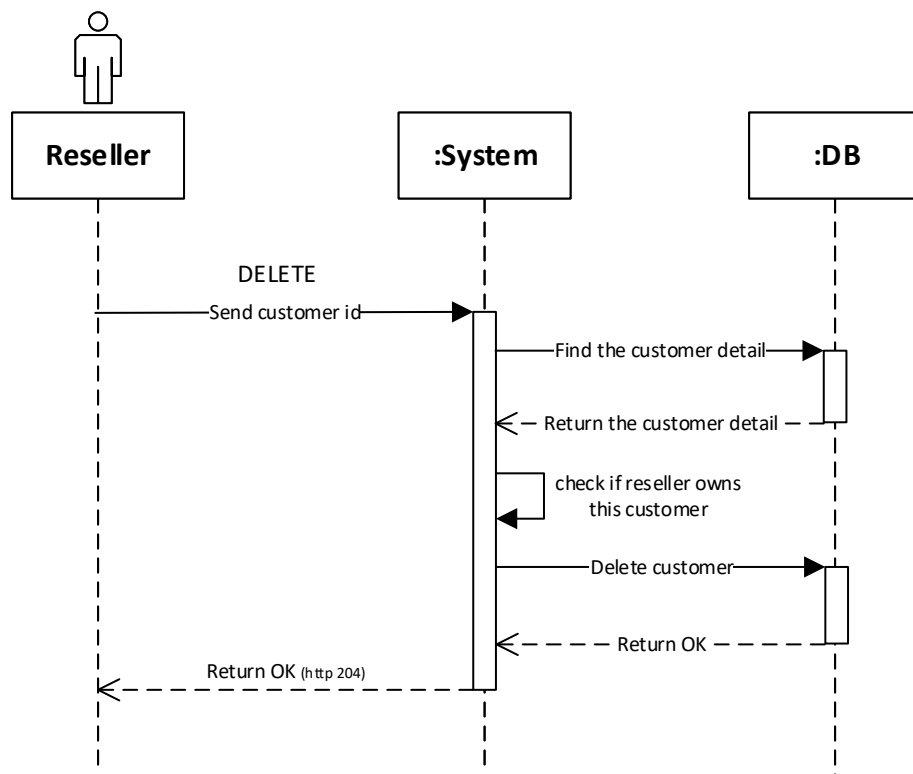 Reseller
:System
:DB
DELETE
Send customer id
Find the customer detail
Return the customer detail
check if reseller owns
this customer
Delete customer
Return OK
Return OK (http 204)